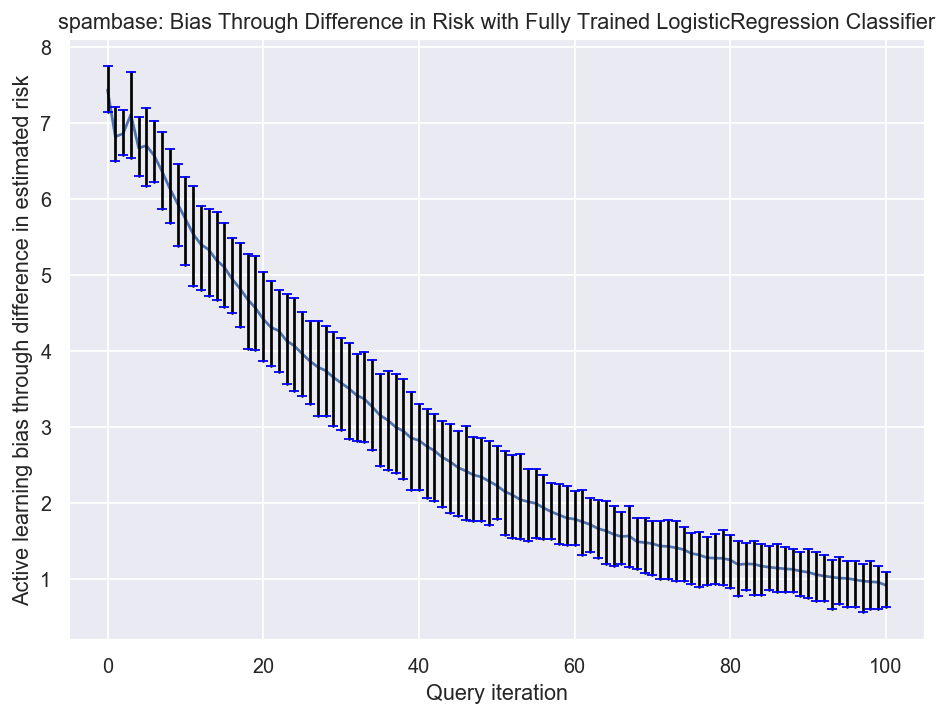 spambase: Bias Through Difference in Risk with Fully Trained LogisticRegression Classifier
Active learning bias through difference in estimated risk
8
7
6
5
4
3
2
1
0 20 40 60 80 100
Query iteration